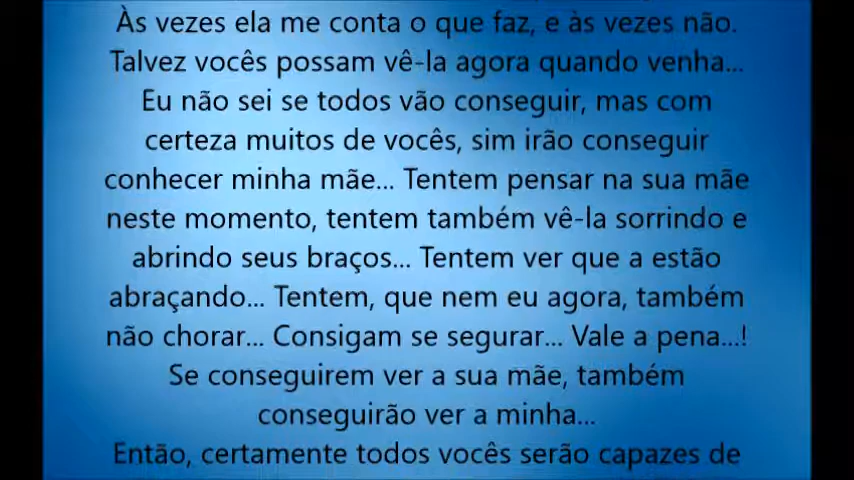 Às vezes ela me conta o que faz, e às vezes não.
Talvez vocês possam vê-la agora quando venha...
Eu não sei se todos vão conseguir, mas com
certeza muitos de vocês, sim irão conseguir
conhecer minha mãe... Tentem pensar na sua mãe
neste momento, tentem também vê-la sorrindo e
abrindo seus braços... Tentem ver que a estão
abraçando... Tentem, que nem eu agora, também
não chorar... Consigam se segurar... Vale a pena...!
Se conseguirem ver a sua mãe, também
conseguirão ver a minha...
Então, certamente todos vocês serão capazes de